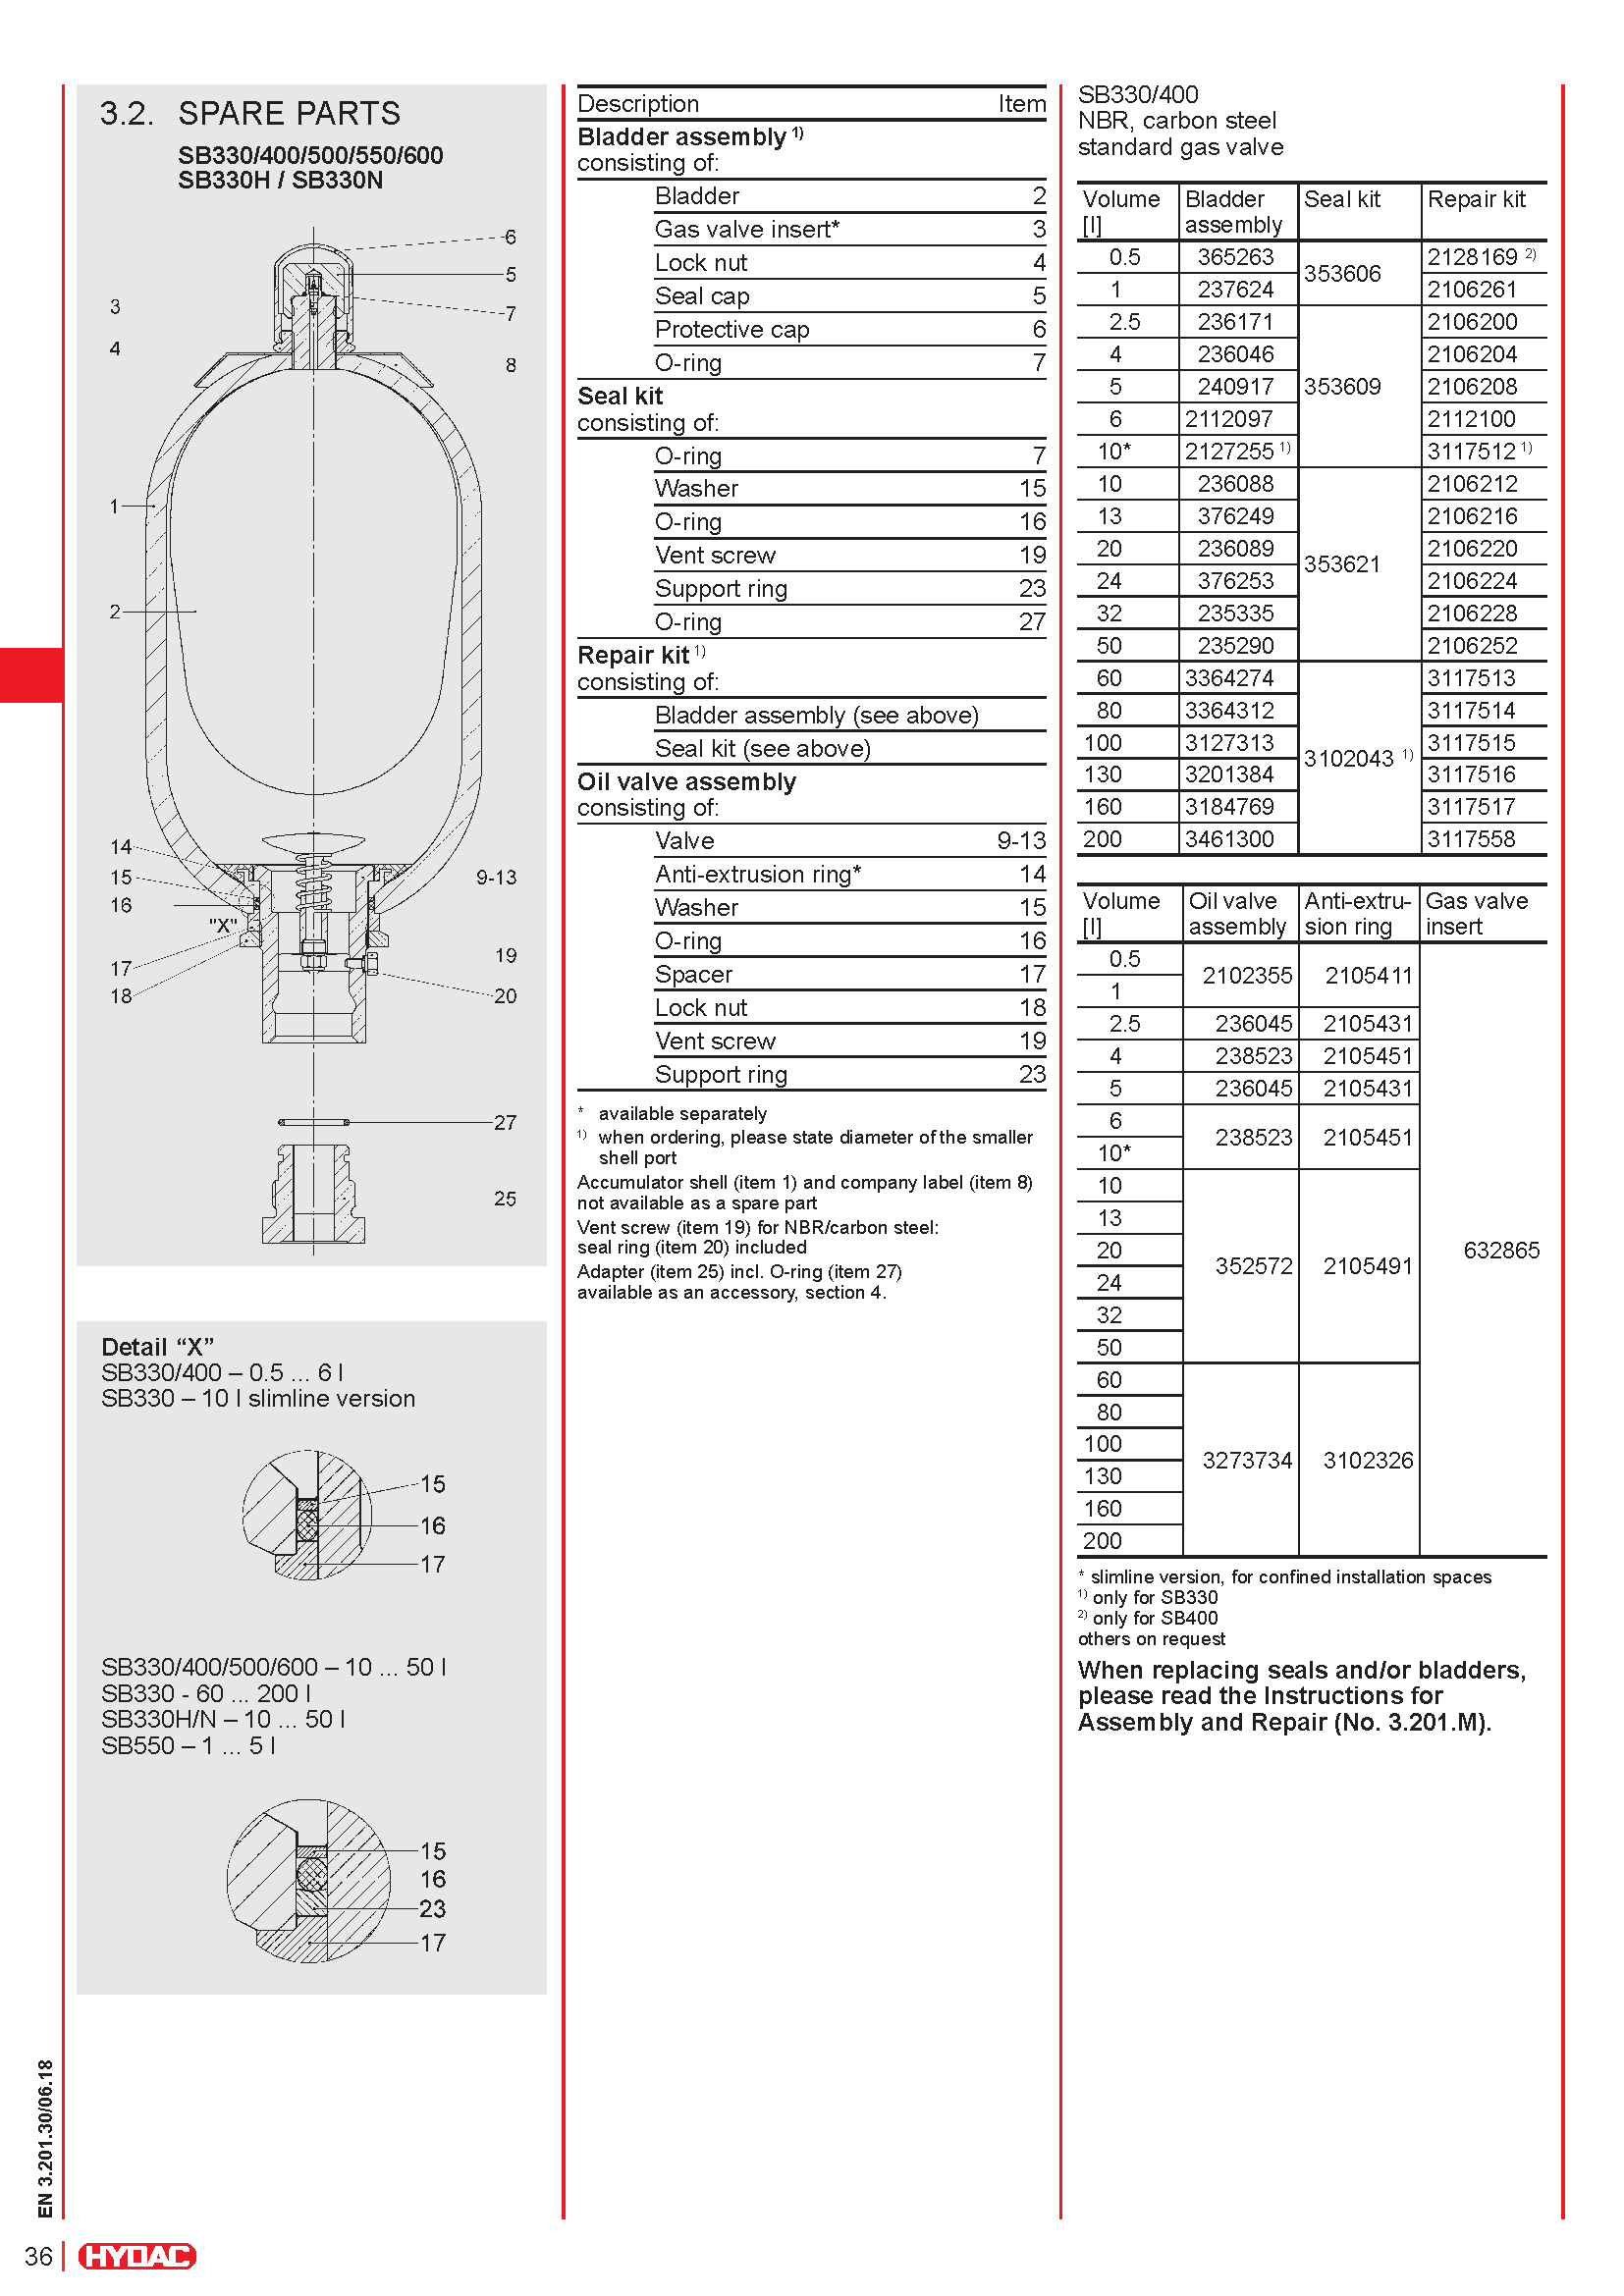 3.2. SPARE PARTS
SB330/400/500/550/600
SB330H / SB330N
6
5
7
3
4
8
1
2
14
15
16
"X"
17
18
9-13
19
20
27
25
Detail “X”
SB330/400 – 0.5 ... 6 l
SB330 – 10 l slimline version
15
16
17
SB330/400/500/600 – 10 ... 50 l
SB330 - 60 ... 200 l
SB330H/N – 10 ... 50 l
SB550 – 1 ... 5 l
15
16
23
17
Description Item
Bladder assembly 1)
consisting of:
Bladder 2
Gas valve insert* 3
Lock nut 4
Seal cap 5
Protective cap 6
O-ring 7
Seal kit
consisting of:
O-ring 7
Washer 15
O-ring 16
Vent screw 19
Support ring 23
O-ring 27
Repair kit 1)
consisting of:
Bladder assembly (see above)
Seal kit (see above)
Oil valve assembly
consisting of:
Valve 9-13
Anti-extrusion ring* 14
Washer 15
O-ring 16
Spacer 17
Lock nut 18
Vent screw 19
Support ring 23
* available separately
1) when ordering, please state diameter of the smaller
shell port
Accumulator shell (item 1) and company label (item 8)
not available as a spare part
Vent screw (item 19) for NBR/carbon steel:
seal ring (item 20) included
Adapter (item 25) incl. O-ring (item 27)
available as an accessory, section 4.
SB330/400
NBR, carbon steel
standard gas valve
Volume Bladder Seal kit Repair kit
[l] assembly
0.5 365263 353606 2128169 2)
1 237624 2106261
2.5 236171 2106200
4 236046 2106204
5 240917 353609 2106208
6 2112097 2112100
10* 2127255 1) 3117512 1)
10 236088 2106212
13 376249 2106216
20 236089 2106220
24 376253 353621 2106224
32 235335 2106228
50 235290 2106252
60 3364274 3117513
80 3364312 3117514
100 3127313 3102043 1) 3117515
130 3201384 3117516
160 3184769 3117517
200 3461300 3117558
Volume Oil valve Anti-extru- Gas valve
[l] assembly sion ring insert
0.5 2102355 2105411
1
2.5 236045 2105431
4 238523 2105451
5 236045 2105431
6 238523 2105451
10*
10
13
20 632865
24 352572 2105491
32
50
60
80
100
130 3273734 3102326
160
200
* slimline version, for confined installation spaces
1) only for SB330
2) only for SB400
others on request
When replacing seals and/or bladders,
please read the Instructions for
Assembly and Repair (No. 3.201.M).
EN 3.201.30/06.18
36 HYDAC